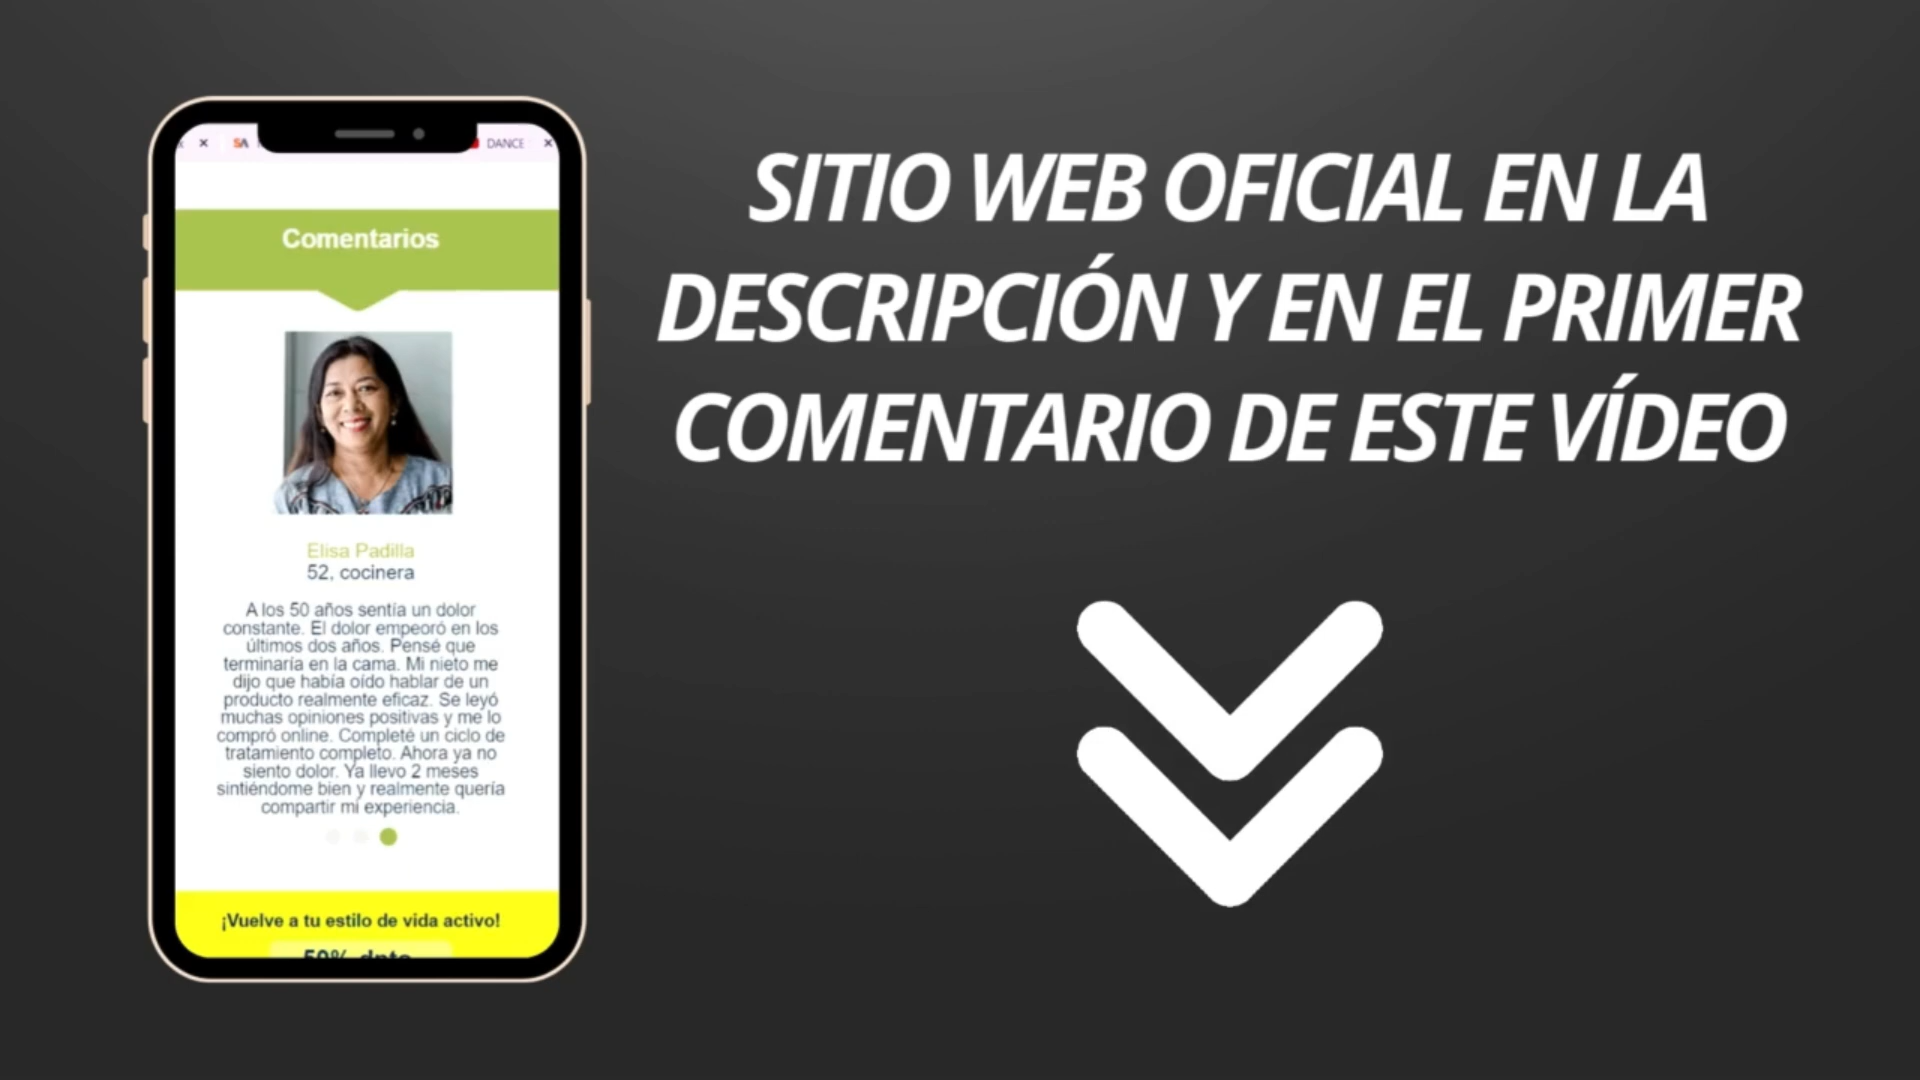 SA
DANCE
Comentarios
Elisa Padilla
52, cocinera
A los 50 años sentía un dolor
constante. El dolor empeoró en los
últimos dos años. Pensé que
terminaría en la cama. Mi nieto me
dijo que había oído hablar de un
producto realmente eficaz. Se leyó
muchas opiniones positivas y me lo
compró online. Completé un ciclo de
tratamiento completo. Ahora ya no
siento dolor. Ya llevo 2 meses
sintiéndome bien y realmente quería
compartir mi experiencia.
¡Vuelve a tu estilo de vida activo!
50% dpto
SITIO WEB OFICIAL EN LA
DESCRIPCIÓN Y EN EL PRIMER
COMENTARIO DE ESTE VÍDEO